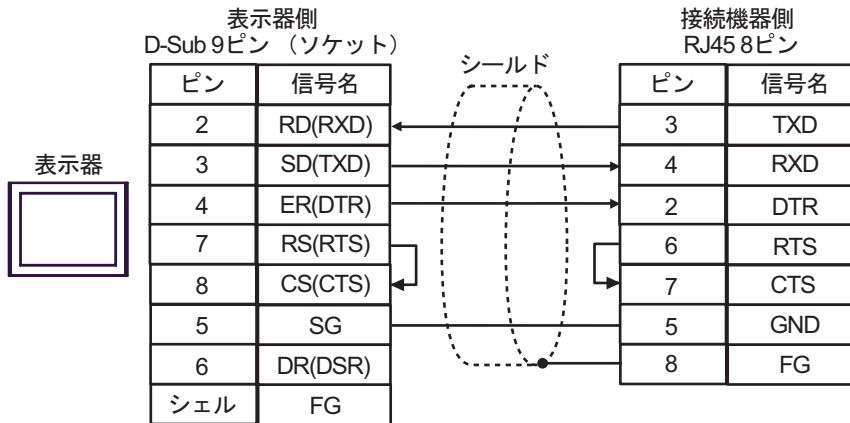 表示器側
D-Sub 9ピン （ソケット）
接続機器側
RJ45 8ピン
シールド
表示器
ピン 信号名
2 RD(RXD)
3 SD(TXD)
4 ER(DTR)
7 RS(RTS)
8 CS(CTS)
5 SG
6 DR(DSR)
シェル FG
ピン 信号名
3 TXD
4 RXD
2 DTR
6 RTS
7 CTS
5 GND
8 FG